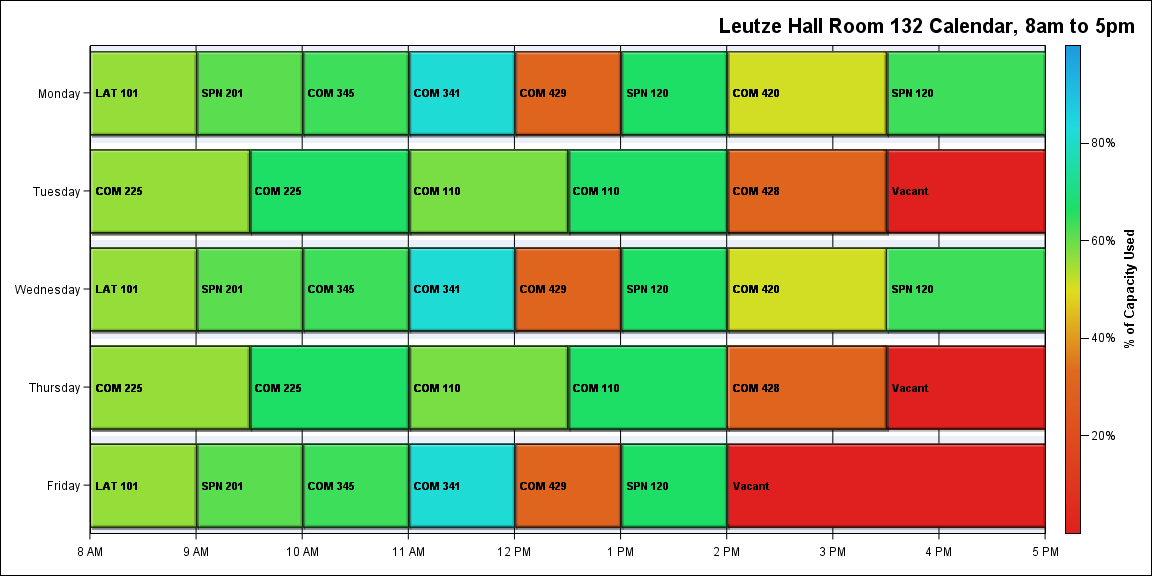 Leutze Hall Room 132 Calendar, 8am to 5pm
Monday
LAT 101
SPN 201
COM 345
COM 341
COM 429
SPN 120
COM 420
SPN 120
Tuesday
COM 225
COM 225
COM 110
COM 110
COM 428
Vacant
Wednesday
LAT 101
SPN 201
COM 345
COM 341
COM 429
SPN 120
COM 420
SPN 120
Thursday
COM 225
COM 225
COM 110
COM 110
COM 428
Vacant
Friday
LAT 101
SPN 201
COM 345
COM 341
COM 429
SPN 120
Vacant
8 AM
9 AM
10 AM
11 AM
12 PM
1 PM
2 PM
3 PM
4 PM
5 PM
80%
60%
40%
20%
% of Capacity Used